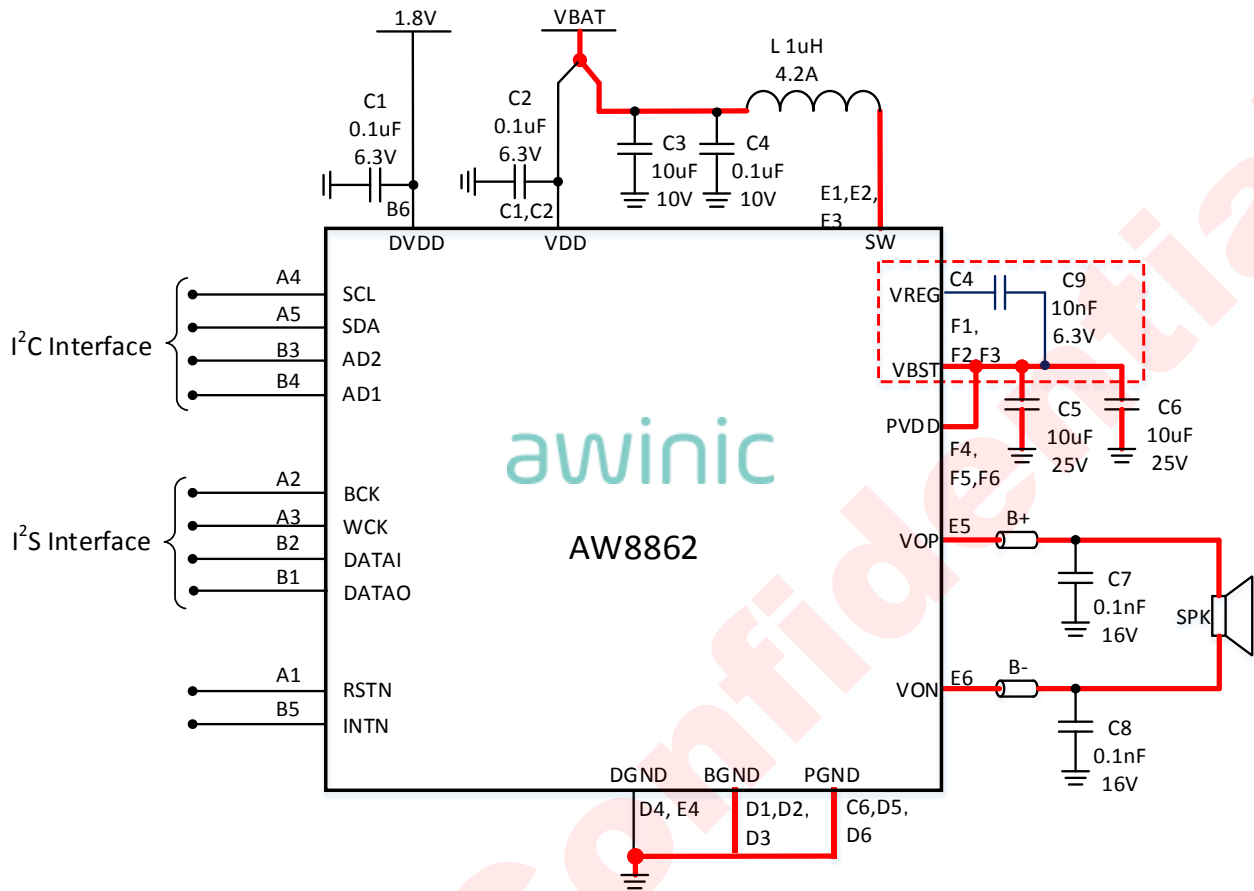 1.8V
VBAT
L 1uH
4.2A
C1
0.1uF
6.3V
C2
0.1uF
6.3V
C3
10uF
10V
C4
0.1uF
10V
B6
C1,C2
E1,E2,
E3
DVDD
VDD
SW
I²C Interface
A4
SCL
A5
SDA
B3
AD2
B4
AD1
VREG
C4
C9
10nF
6.3V
F1,
F2,F3
VBST
PVDD
F4,
F5,F6
C5
10uF
25V
C6
10uF
25V
awinic
AW8862
I²S Interface
A2
BCK
A3
WCK
B2
DATAI
B1
DATAO
VOP
E5
B+
C7
0.1nF
16V
SPK
A1
RSTN
B5
INTN
VON
E6
B-
C8
0.1nF
16V
DGND
BGND
PGND
D4, E4
D1,D2,
D3
C6,D5,
D6
Confidential